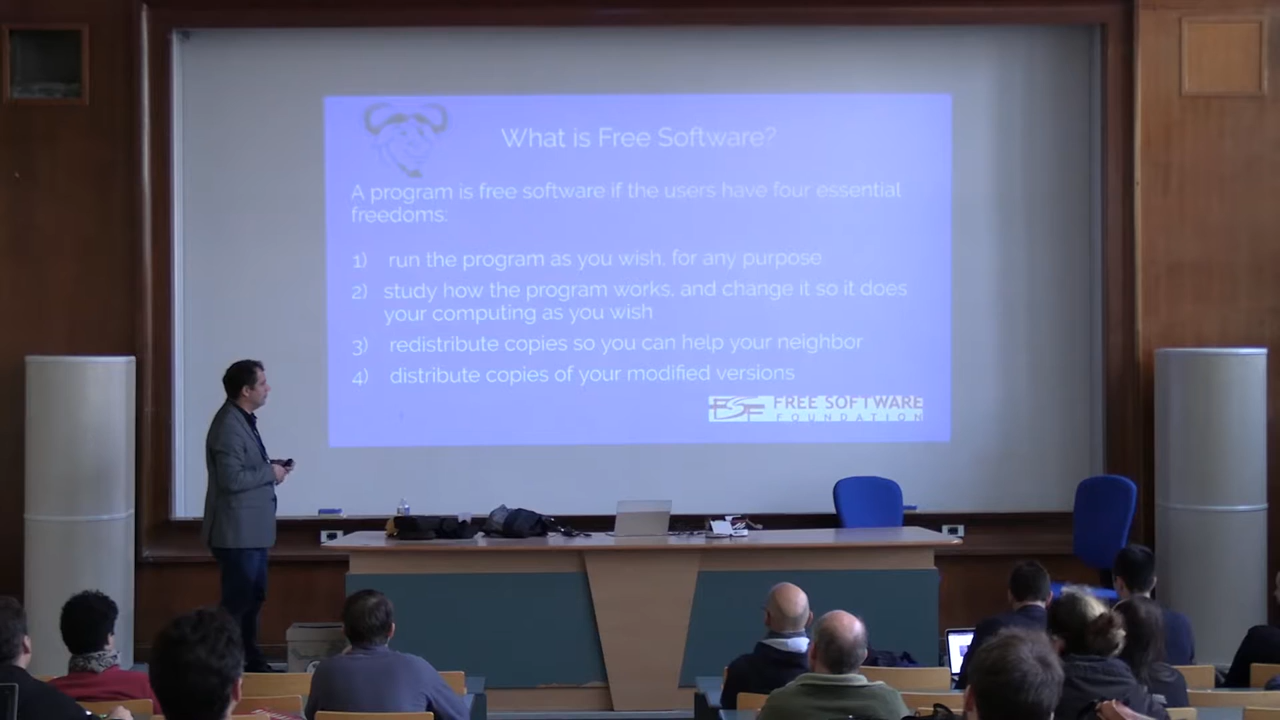 What is Free Software?
A program is free software if the users have four essential
freedoms:
1) run the program as you wish, for any purpose
2) study how the program works, and change it so it does
your computing as you wish
3) redistribute copies so you can help your neighbor
4) distribute copies of your modified versions
FSF FREE SOFTWARE
FOUNDATION